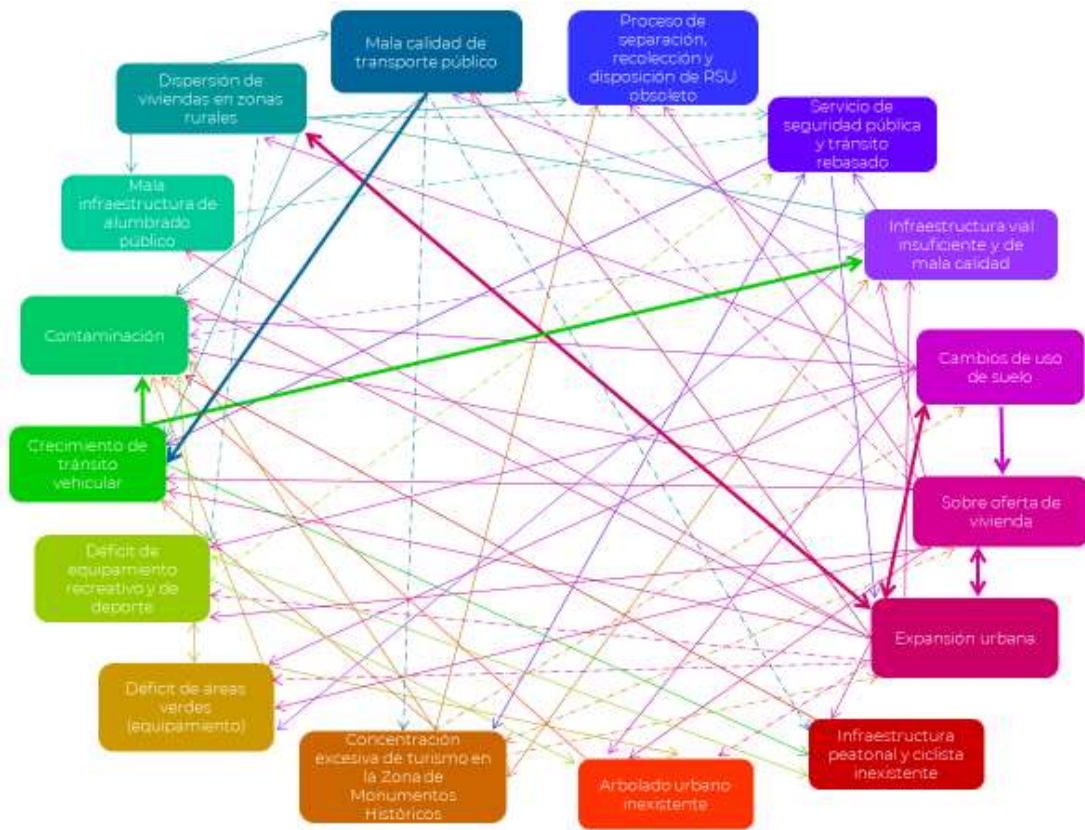 Mala calidad de
transporte público
Proceso de
separación,
recolección y
disposición de RSU
obsoleto
Dispersión de
viviendas en zonas
rurales
Servicio de
seguridad pública
y tránsito
rebasado
Mala
infraestructura de
alumbrado
público
Infraestructura vial
insuficiente y de
mala calidad
Contaminación
Cambios de uso
de suelo
Crecimiento de
tránsito
vehicular
Sobre oferta de
vivienda
Déficit de
equipamiento
recreativo y de
deporte
Expansión urbana
Déficit de áreas
verdes
(equipamiento)
Concentración
excesiva de turismo en
la Zona de
Monumentos
Históricos
Arbolado urbano
inexistente
Infraestructura
peatonal y ciclista
inexistente